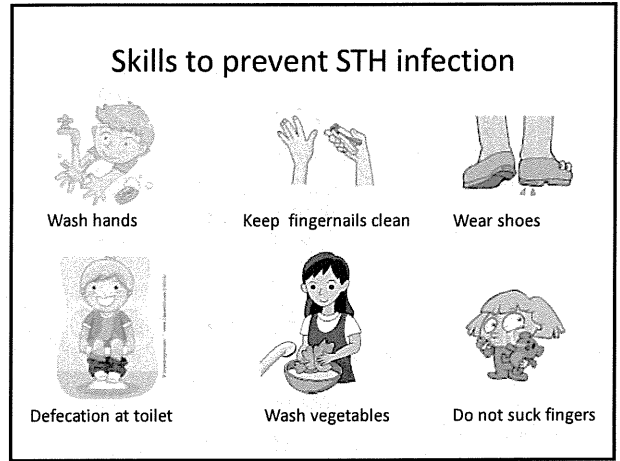 Skills to prevent STH infection
Wash hands
Keep fingernails clean
Wear shoes
Defecation at toilet
Wash vegetables
Do not suck fingers